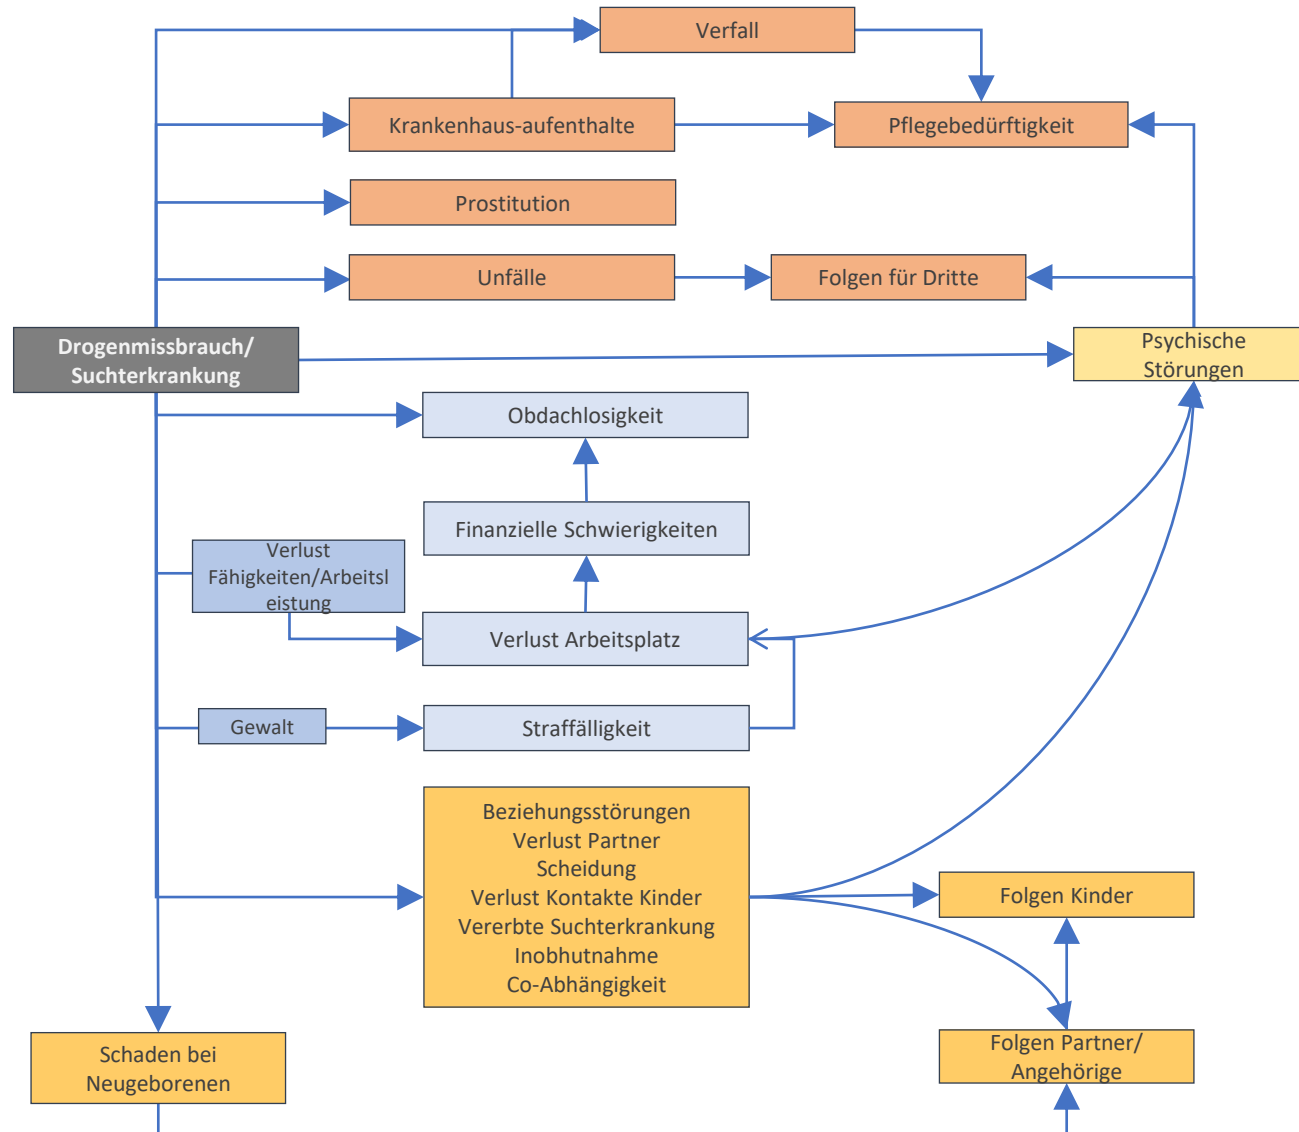 Verfall
Krankenhaus-aufenthalte
Pflegebedürftigkeit
Prostitution
Unfälle
Folgen für Dritte
Drogenmissbrauch/
Suchterkrankung
Psychische
Störungen
Obdachlosigkeit
Finanzielle Schwierigkeiten
Verlust
Fähigkeiten/Arbeitsl
eistung
Verlust Arbeitsplatz
Gewalt
Straffälligkeit
Beziehungsstörungen
Verlust Partner
Scheidung
Verlust Kontakte Kinder
Vererbte Suchterkrankung
Inobhutnahme
Co-Abhängigkeit
Folgen Kinder
Schaden bei
Neugeborenen
Folgen Partner/
Angehörige